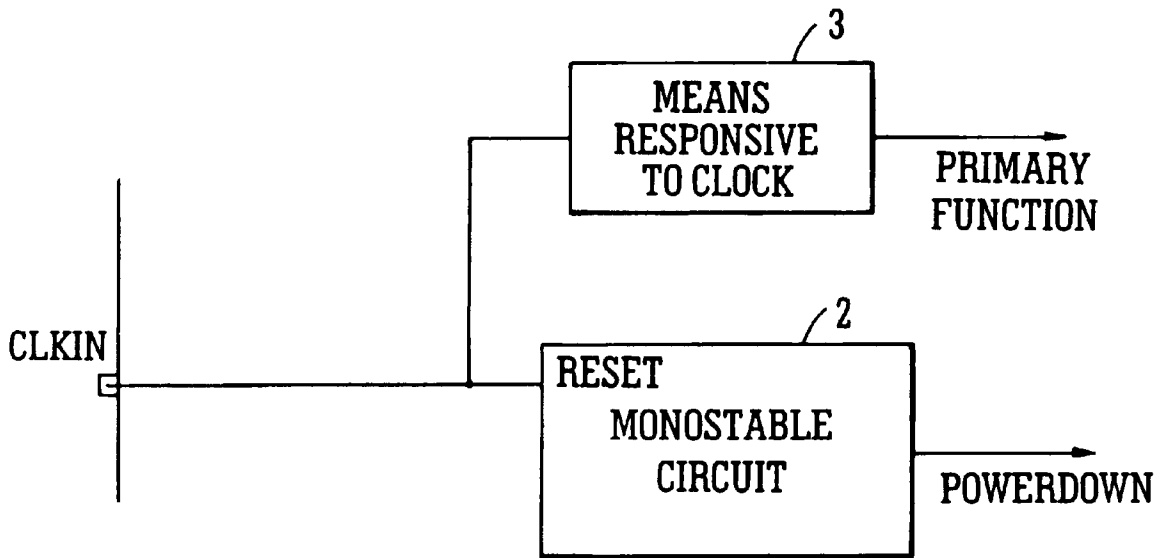 3
MEANS
RESPONSIVE
TO CLOCK
PRIMARY
FUNCTION
2
CLKIN
RESET
MONOSTABLE
CIRCUIT
POWERDOWN